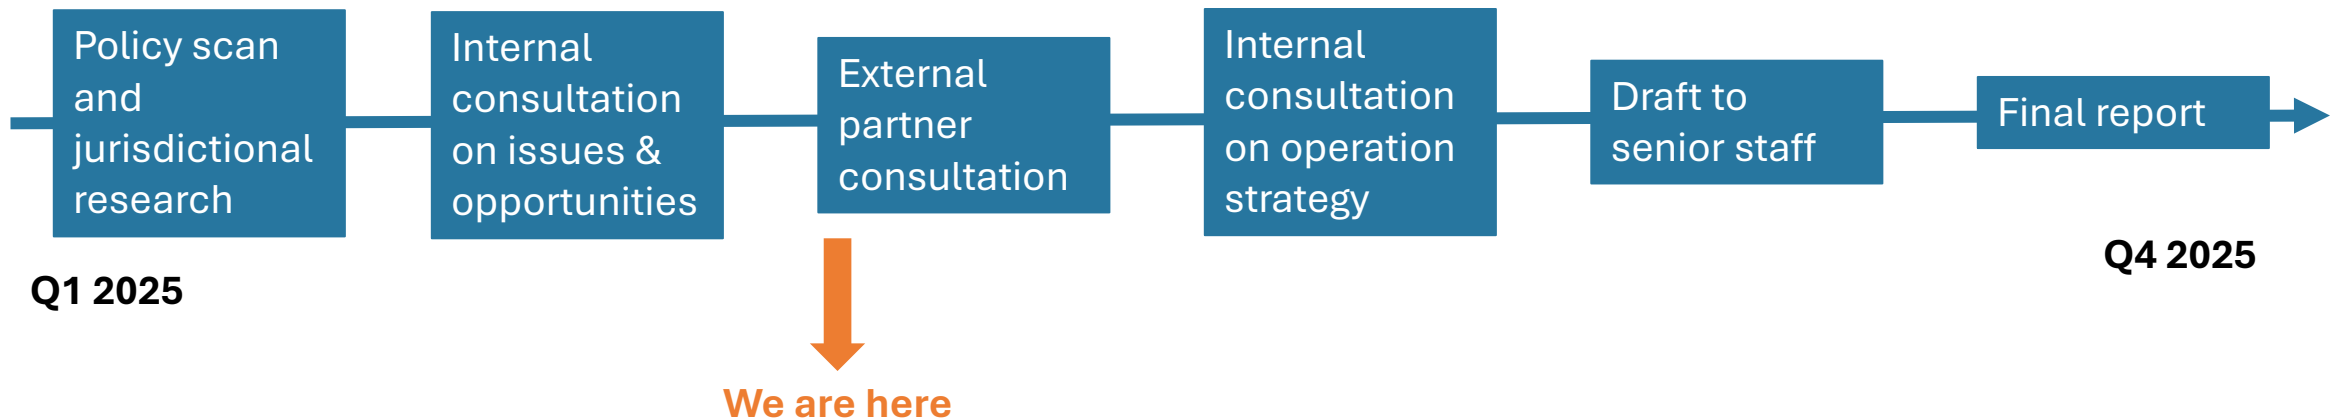 Policy scan
and
jurisdictional
research
Internal
consultation
on issues &
opportunities
External
partner
consultation
Internal
consultation
on operation
strategy
Draft to
senior staff
Final report
Q1 2025
Q4 2025
We are here